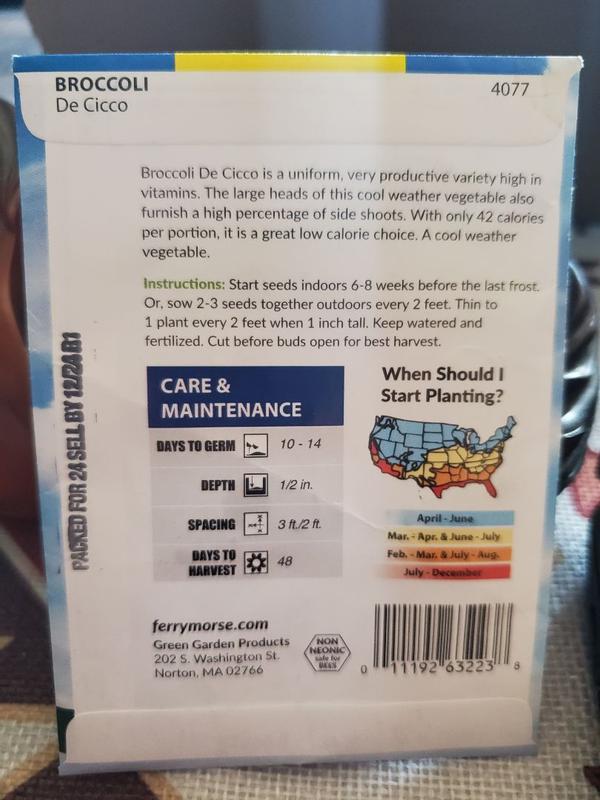 BROCCOLI
De Cicco
4077
Broccoli De Cicco is a uniform, very productive variety high in
vitamins. The large heads of this cool weather vegetable also
furnish a high percentage of side shoots. With only 42 calories
per portion, it is a great low calorie choice. A cool weather
vegetable.
Instructions: Start seeds indoors 6-8 weeks before the last frost.
Or, sow 2-3 seeds together outdoors every 2 feet. Thin to
1 plant every 2 feet when 1 inch tall. Keep watered and
fertilized. Cut before buds open for best harvest.
PACKED FOR 24 SELL BY 12/24 B1
CARE &
MAINTENANCE
DAYS TO GERM 10 - 14
DEPTH 1/2 in.
SPACING 3 ft./2 ft.
DAYS TO
HARVEST 48
When Should I
Start Planting?
April - June
Mar. - Apr. & June - July
Feb. - Mar. & July - Aug.
July - December
ferrymorse.com
Green Garden Products
202 S. Washington St.
Norton, MA 02766
NON
NEONIC
safe for
BEES
0 11192 63223 8